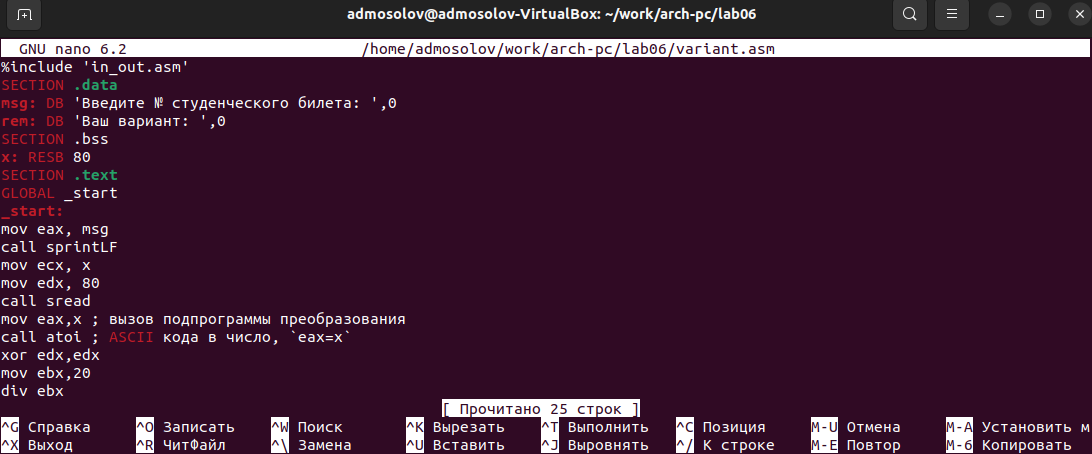 admosolov@admosolov-VirtualBox: ~/work/arch-pc/lab06
GNU nano 6.2 /home/admosolov/work/arch-pc/lab06/variant.asm
%include 'in_out.asm'
SECTION .data
msg: DB 'Введите № студенческого билета: ',0
rem: DB 'Ваш вариант: ',0
SECTION .bss
x: RESB 80
SECTION .text
GLOBAL _start
_start:
mov eax, msg
call sprintLF
mov ecx, x
mov edx, 80
call sread
mov eax,x ; вызов подпрограммы преобразования
call atoi ; ASCII кода в число, `eax=x`
xor edx,edx
mov ebx,20
div ebx
[ Прочитано 25 строк ]
^G Справка ^O Записать ^W Поиск ^K Вырезать ^T Выполнить ^C Позиция M-U Отмена M-A Установить м
^X Выход ^R ЧитФайл ^\ Замена ^U Вставить ^J Выровнять ^/ К строке M-E Повтор M-6 Копировать